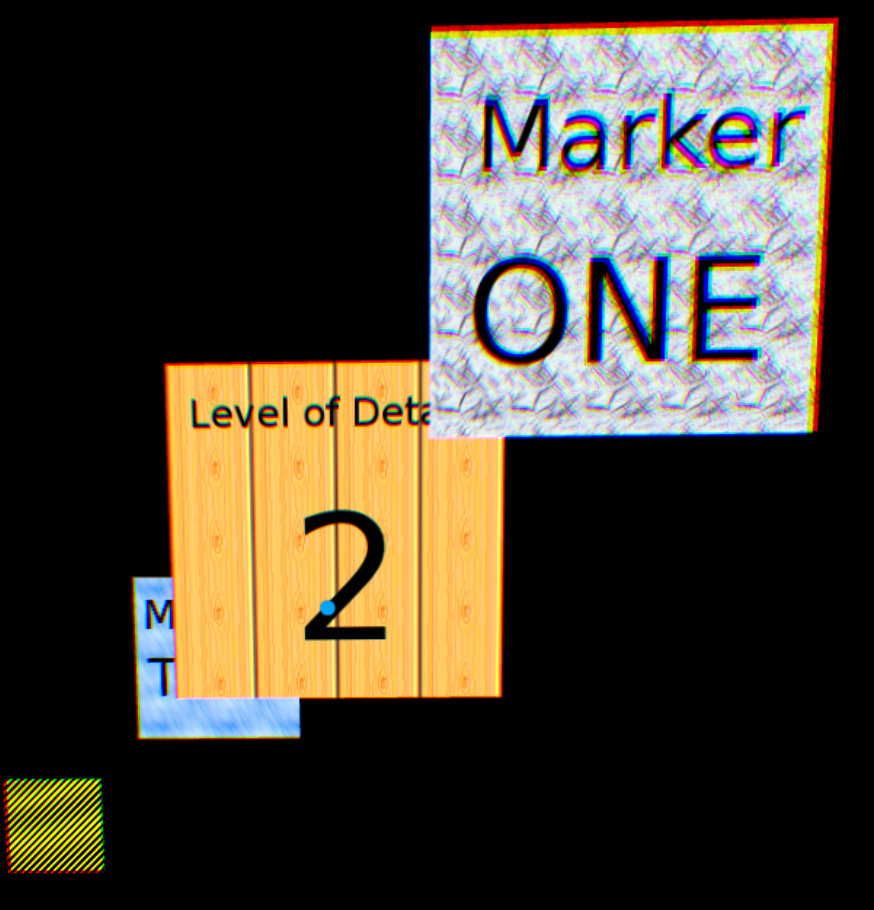 Marker
ONE
Level of Deta
2
M
T